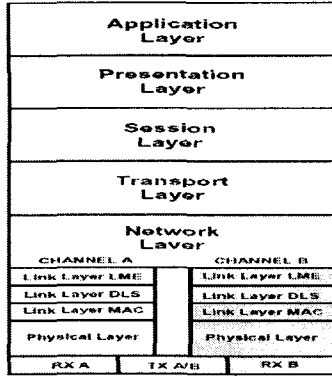 Application
Layer
Presentation
Layer
Session
Layer
Transport
Layer
Network
Layer
CHANNEL A
CHANNEL B
Link Layer LME
Link Layer LME
Link Layer DLS
Link Layer DLS
Link Layer MAC
Link Layer MAC
Physical Layer
Physical Layer
RX A
TX A/B
RX B